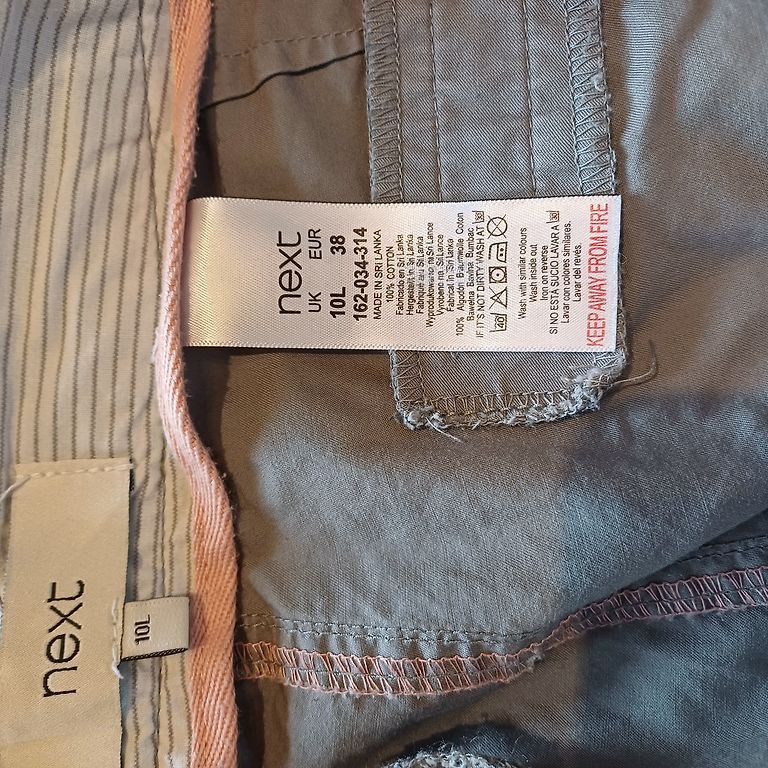 next
UK EUR
10L 38
162-034-314
MADE IN SRI LANKA
100% COTTON
Fabricado en Sri Lanka
Hergestellt in Sri Lanka
Fabriqué au Sri Lanka
Wyprodukowano na Sri Lance
Vyrobeno na Sri Lance
Fabricat în Sri Lanka
100% Algodón Baumwolle Coton
Bawełna Bavlna Bumbac
IF IT'S NOT DIRTY WASH AT 30
40
Wash with similar colours
Wash inside out
Iron on reverse
SI NO ESTÁ SUCIO LAVAR A 30
Lavar con colores similares.
Lavar del revés.
KEEP AWAY FROM FIRE
next
10L